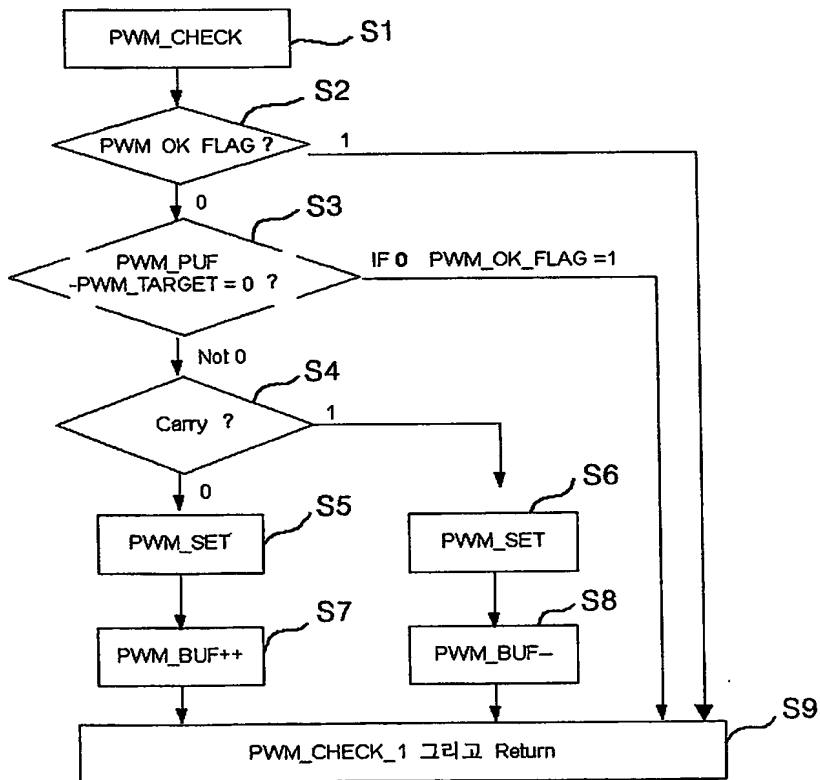 PWM_CHECK
S1
S2
PWM OK FLAG ?
1
0
S3
PWM_PUF
-PWM_TARGET = 0 ?
IF 0 PWM_OK_FLAG =1
Not 0
S4
Carry ?
1
0
S5
S6
PWM_SET
PWM_SET
S7
S8
PWM_BUF++
PWM_BUF-
S9
PWM_CHECK_1 그리고 Return